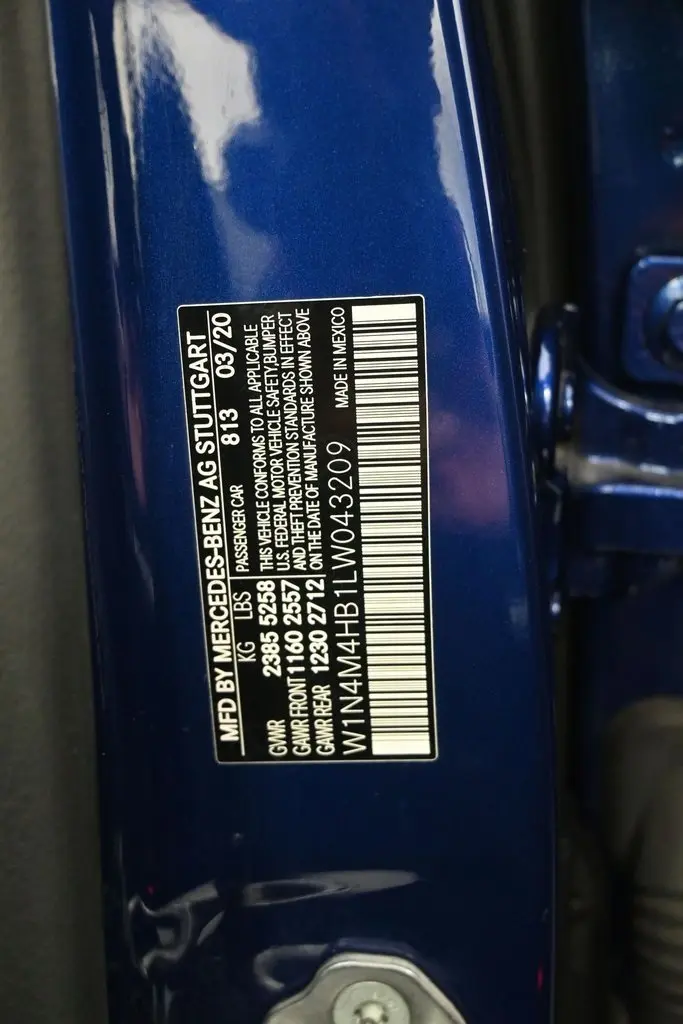 MFD BY MERCEDES-BENZ AG STUTTGART
KG LBS PASSENGER CAR 813 03/20
GVWR 2385 5258 THIS VEHICLE CONFORMS TO ALL APPLICABLE
U.S. FEDERAL MOTOR VEHICLE SAFETY,BUMPER
GAWR FRONT 1160 2557 AND THEFT PREVENTION STANDARDS IN EFFECT
GAWR REAR 1230 2712 ON THE DATE OF MANUFACTURE SHOWN ABOVE
W1N4M4HB1LW043209 MADE IN MEXICO